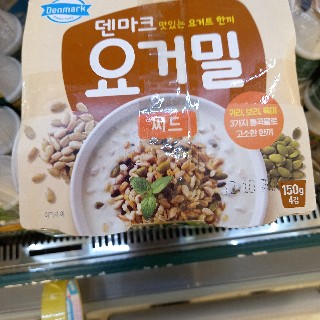 Denmark
덴마크 맛있는 요거트 한끼
요거밀
씨드
귀리, 보리, 퀴노아
3가지 통곡물로
고소한 한끼
150g
4입